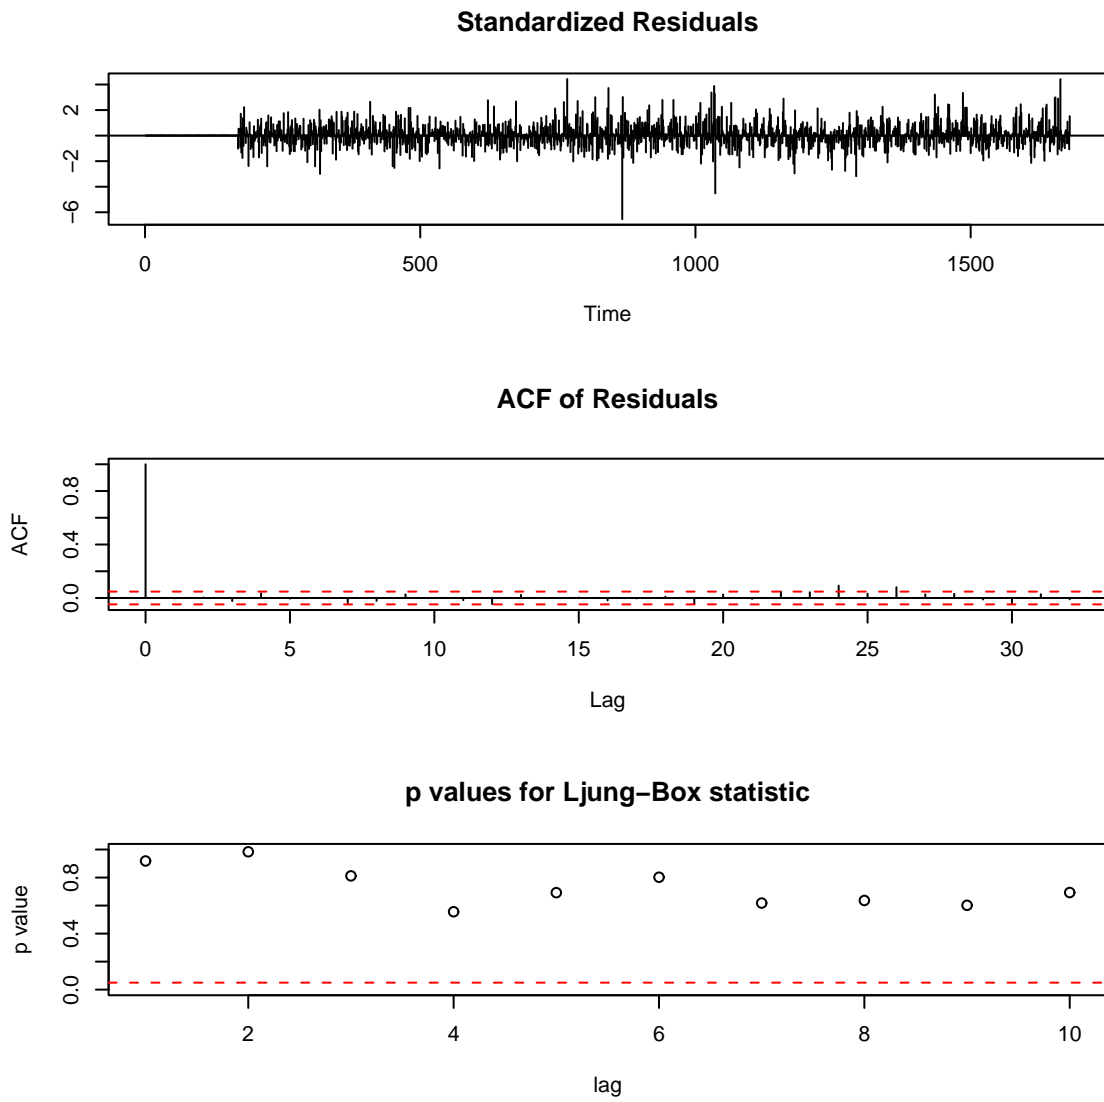 Standardized Residuals
2
−2
−6
0 500 1000 1500
Time
ACF of Residuals
ACF
0.8
0.4
0.0
0 5 10 15 20 25 30
Lag
p values for Ljung−Box statistic
p value
0.8
0.4
0.0
2 4 6 8 10
lag